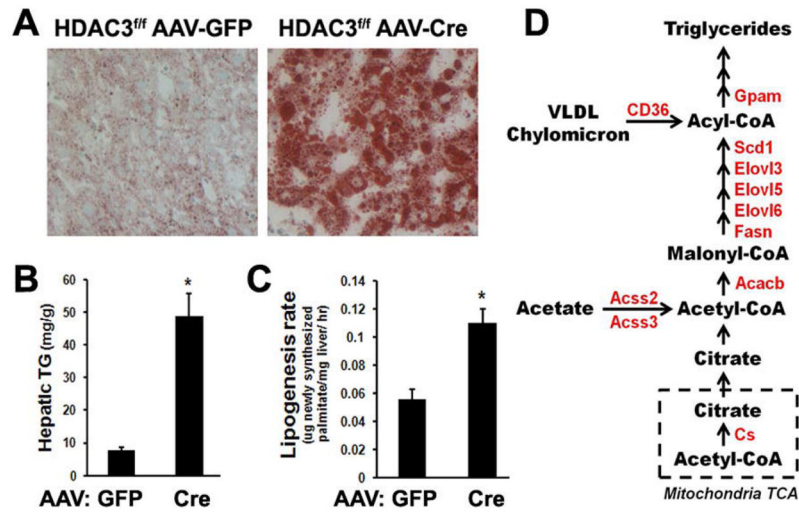 A
HDAC3f/f AAV-GFP
HDAC3f/f AAV-Cre
B
Hepatic TG (mg/g)
60
50
40
30
20
10
0
*
AAV: GFP Cre
C
Lipogenesis rate
(ug newly synthesized
palmitate/mg liver/ hr)
0.14
0.12
0.1
0.08
0.06
0.04
0.02
0
*
AAV: GFP Cre
D
Triglycerides
Gpam
VLDL
Chylomicron
CD36
Acyl-CoA
Scd1
Elovl3
Elovl5
Elovl6
Fasn
Malonyl-CoA
Acacb
Acetate
Acss2
Acss3
Acetyl-CoA
Citrate
Citrate
Cs
Acetyl-CoA
Mitochondria TCA